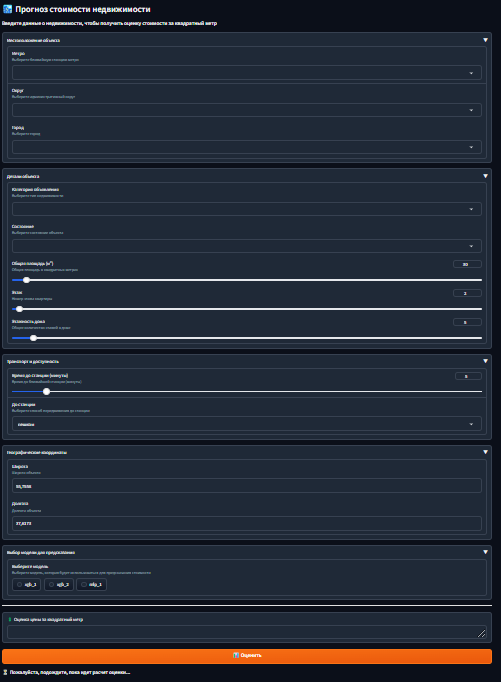 Прогноз стоимости недвижимости
Введите данные о недвижимости, чтобы получить оценку стоимости за квадратный метр
Местоположение объекта
Метро
Выберите ближайшую станцию метро
Округ
Выберите административный округ
Город
Выберите город
Детали объекта
Категория объявления
Выберите тип недвижимости
Состояние
Выберите состояние объекта
Общая площадь (м²)
30
Общая площадь в квадратных метрах
Этаж
2
Номер этажа квартиры
Этажность дома
5
Общее количество этажей в доме
Транспорт и доступность
Время до станции (минуты)
5
Время до ближайшей станции (минуты)
До станции
Выберите способ передвижения до станции
пешком
Географические координаты
Широта
Широта объекта
55,7558
Долгота
Долгота объекта
37,6173
Выбор модели для предсказания
Выберите модель
Выберите модель, которая будет использоваться для предсказания стоимости
xgb_1
xgb_2
mlp_1
Оценка цены за квадратный метр
Оценить
Пожалуйста, подождите, пока идет расчет оценки...